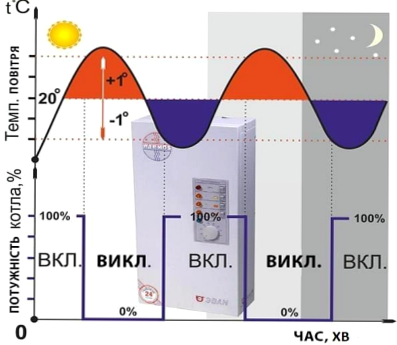 t°C
Темп. повітря
20°
+1°
-1°
потужність котла,%
100%
100%
100%
ВКЛ.
ВИКЛ.
ВКЛ.
ВИКЛ.
ВКЛ.
0%
0%
24
0
ЧАС, ХВ